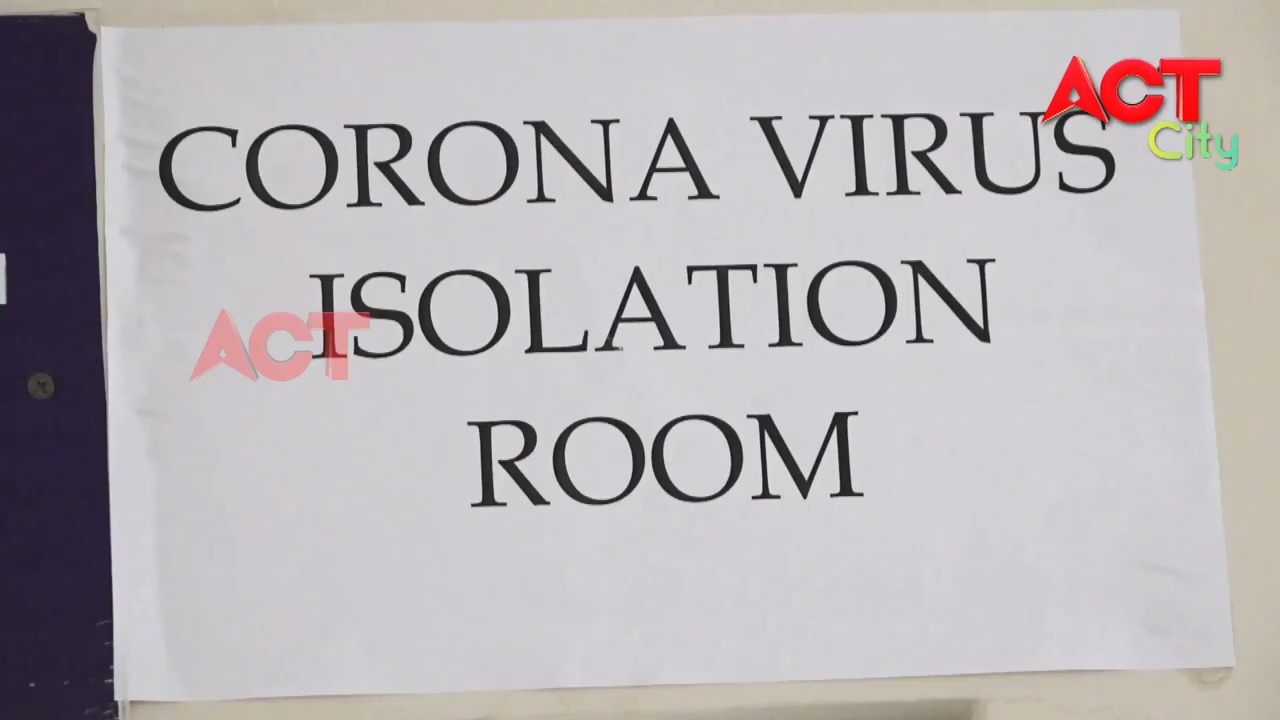 ACT
City
CORONA VIRUS
ISOLATION
ACT
ROOM